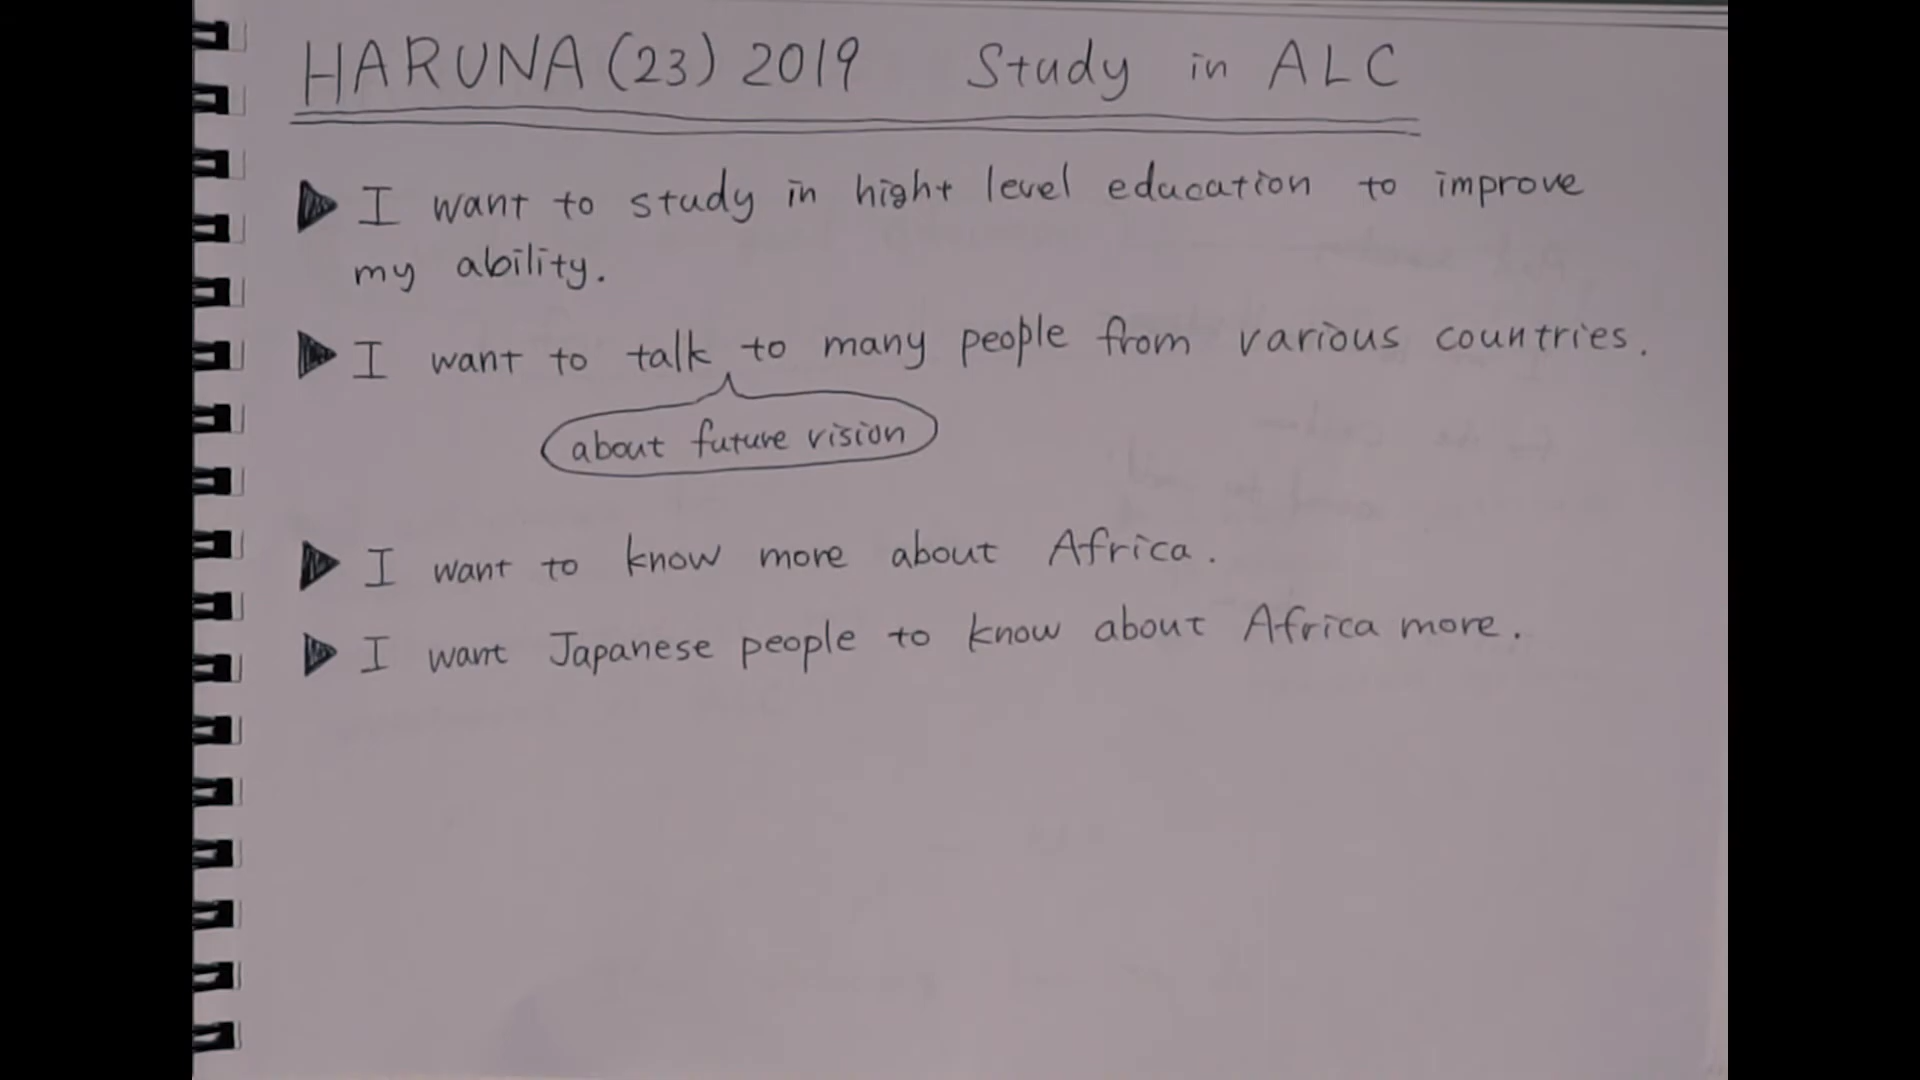 HARUNA (23) 2019 Study in ALC
▶ I want to study in hight level education to improve
my ability.
▶ I want to talk to many people from various countries.
about future vision
▶ I want to know more about Africa.
▶ I want Japanese people to know about Africa more.